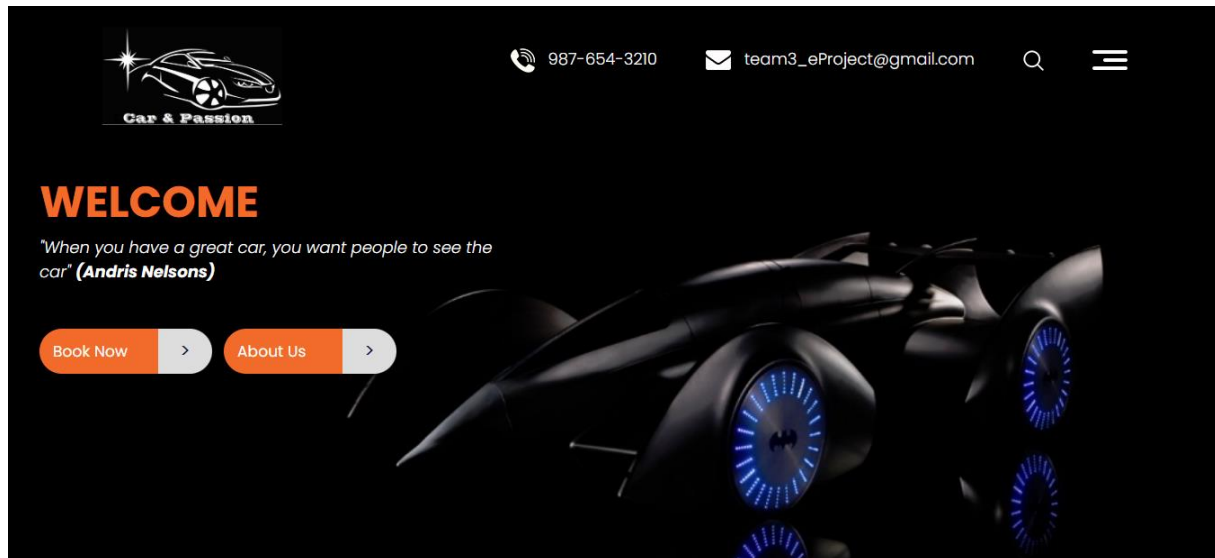 987-654-3210
team3_eProject@gmail.com
Car & Passion
WELCOME
"When you have a great car, you want people to see the
car" (Andris Nelsons)
Book Now >
About Us >